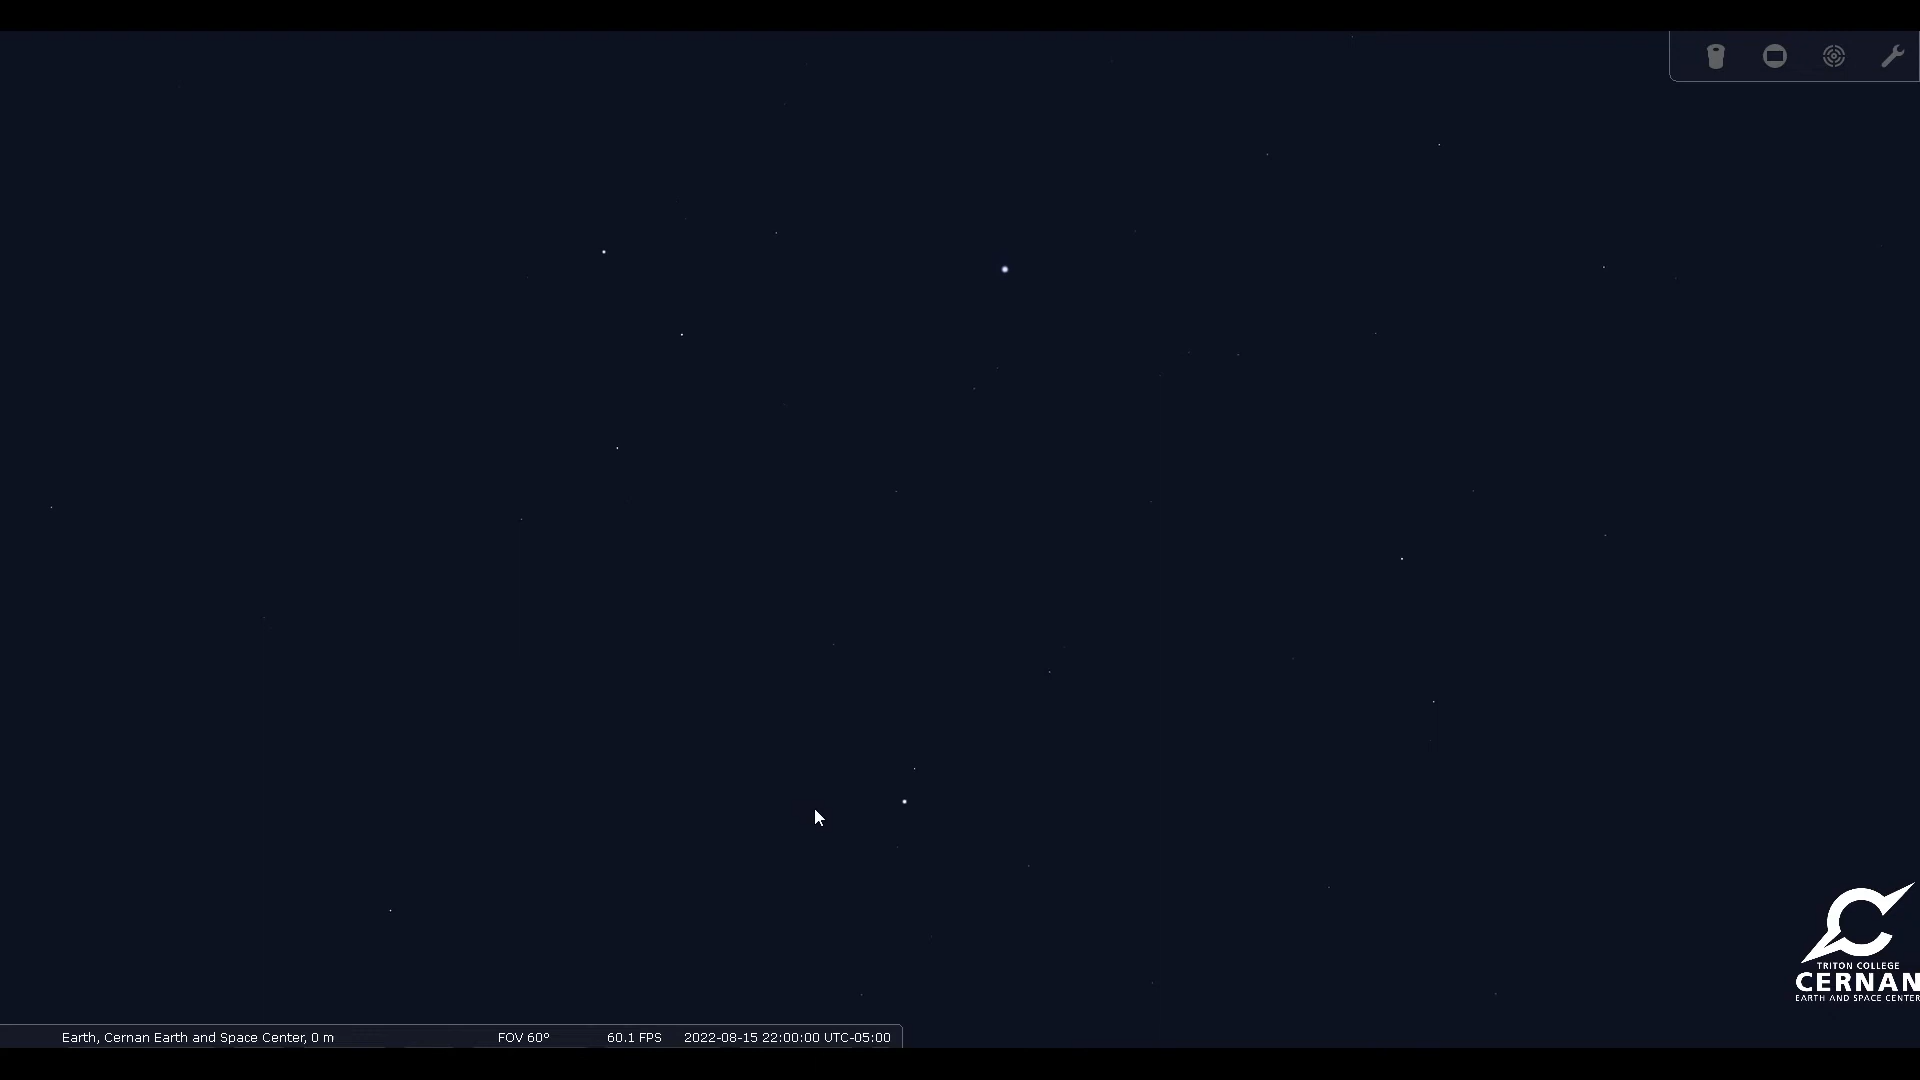 TRITON COLLEGE
CERNAN
EARTH AND SPACE CENTER
Earth, Cernan Earth and Space Center, 0 m FOV 60° 60.1 FPS 2022-08-15 22:00:00 UTC-05:00